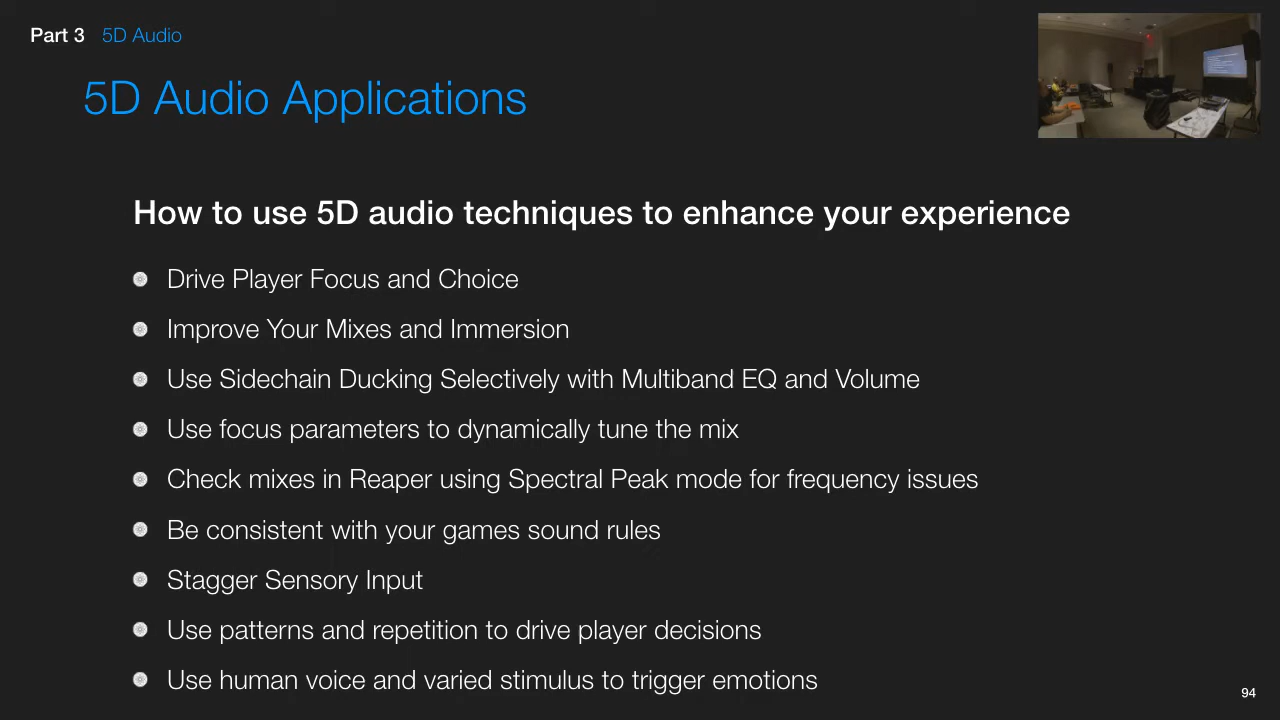 Part 3 5D Audio
5D Audio Applications
How to use 5D audio techniques to enhance your experience
Drive Player Focus and Choice
Improve Your Mixes and Immersion
Use Sidechain Ducking Selectively with Multiband EQ and Volume
Use focus parameters to dynamically tune the mix
Check mixes in Reaper using Spectral Peak mode for frequency issues
Be consistent with your games sound rules
Stagger Sensory Input
Use patterns and repetition to drive player decisions
Use human voice and varied stimulus to trigger emotions
94